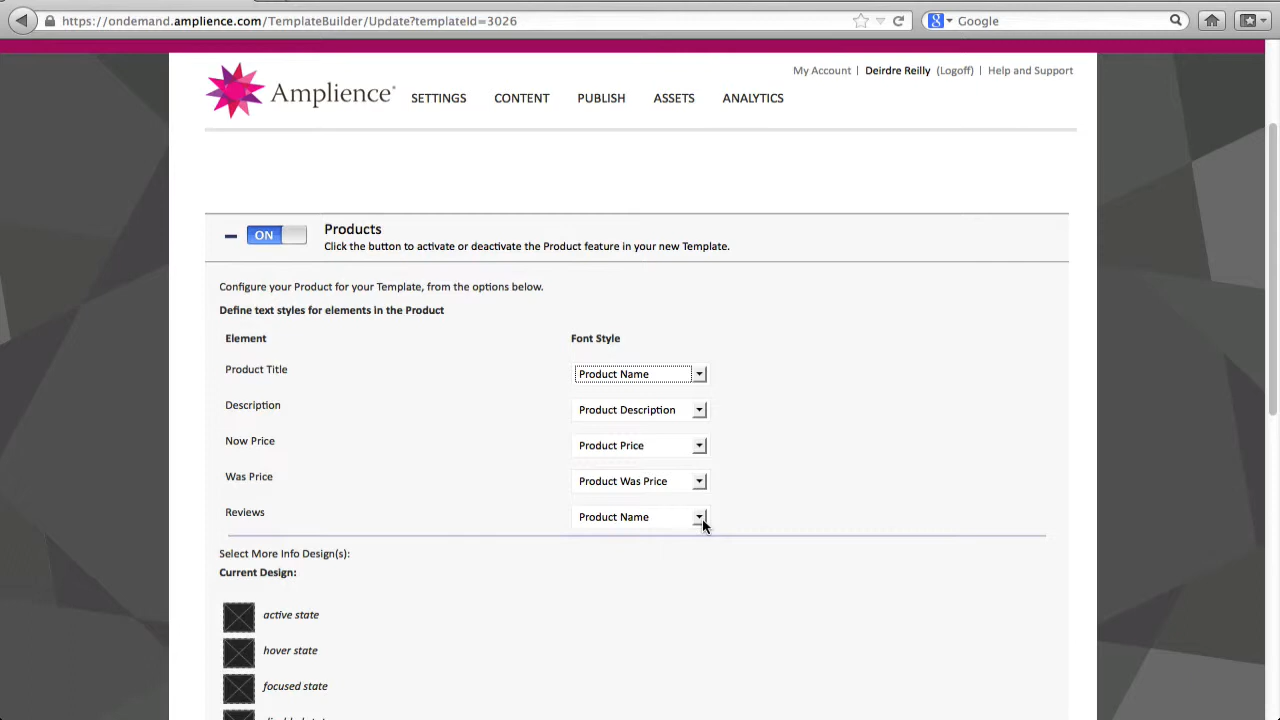 https://ondemand.amplience.com/TemplateBuilder/Update?templateId=3026
Google
My Account | Deirdre Reilly (Logoff) | Help and Support
Amplience
SETTINGS CONTENT PUBLISH ASSETS ANALYTICS
ON
Products
Click the button to activate or deactivate the Product feature in your new Template.
Configure your Product for your Template, from the options below.
Define text styles for elements in the Product
Element Font Style
Product Title Product Name
Description Product Description
Now Price Product Price
Was Price Product Was Price
Reviews Product Name
Select More Info Design(s):
Current Design:
active state
hover state
focused state